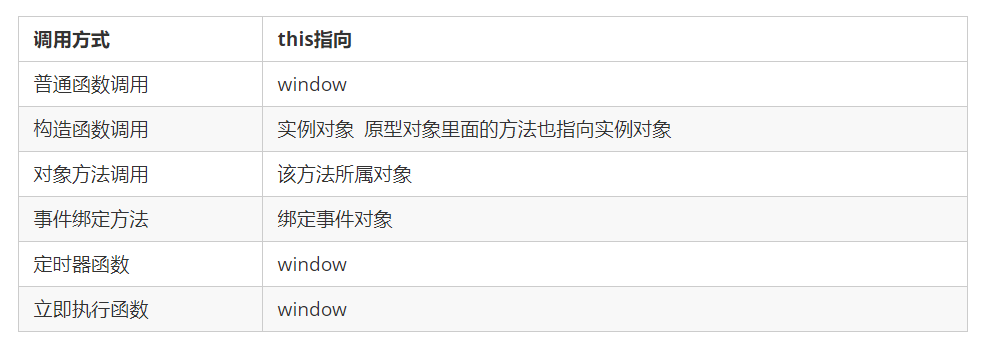 调用方式 this指向
普通函数调用 window
构造函数调用 实例对象 原型对象里面的方法也指向实例对象
对象方法调用 该方法所属对象
事件绑定方法 绑定事件对象
定时器函数 window
立即执行函数 window